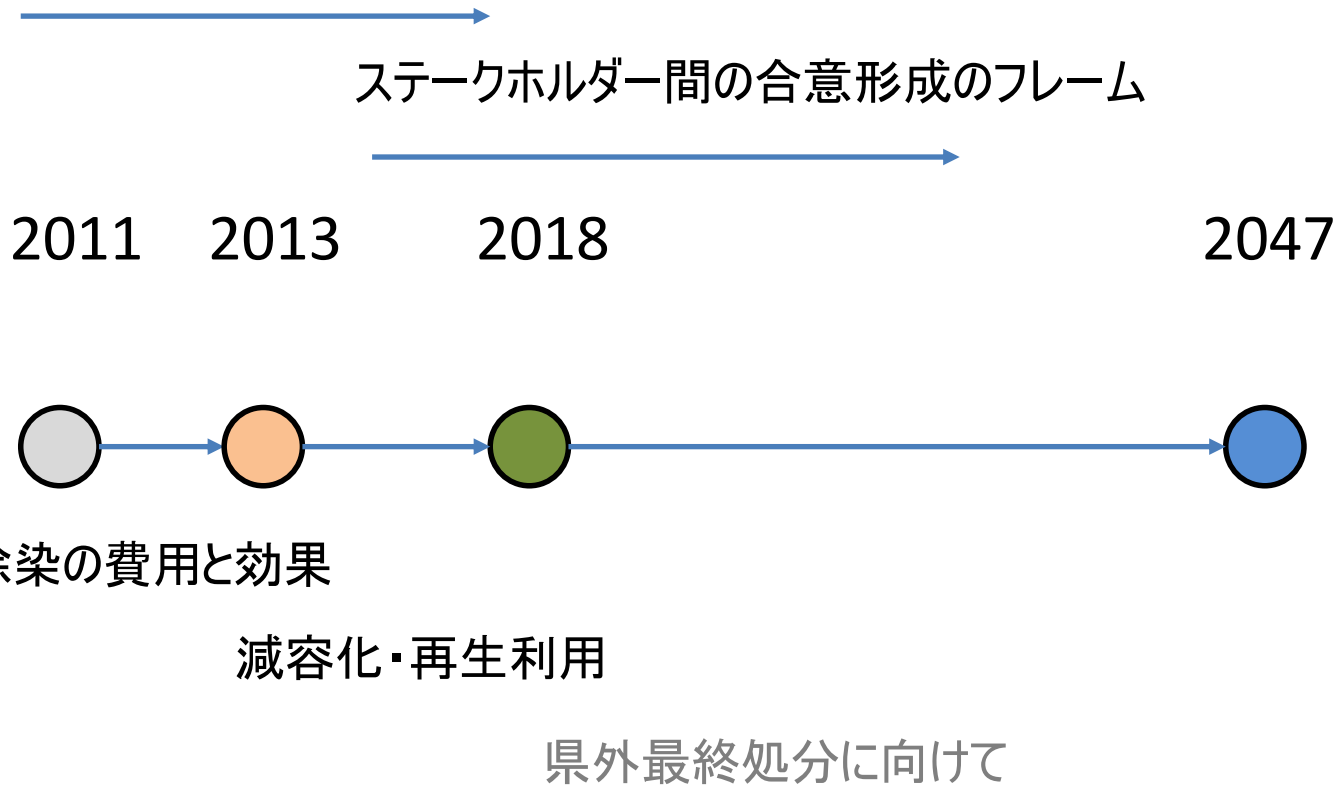 ステークホルダー間の合意形成のフレーム
2011 2013 2018 2047
染の費用と効果
減容化・再生利用
県外最終処分に向けて